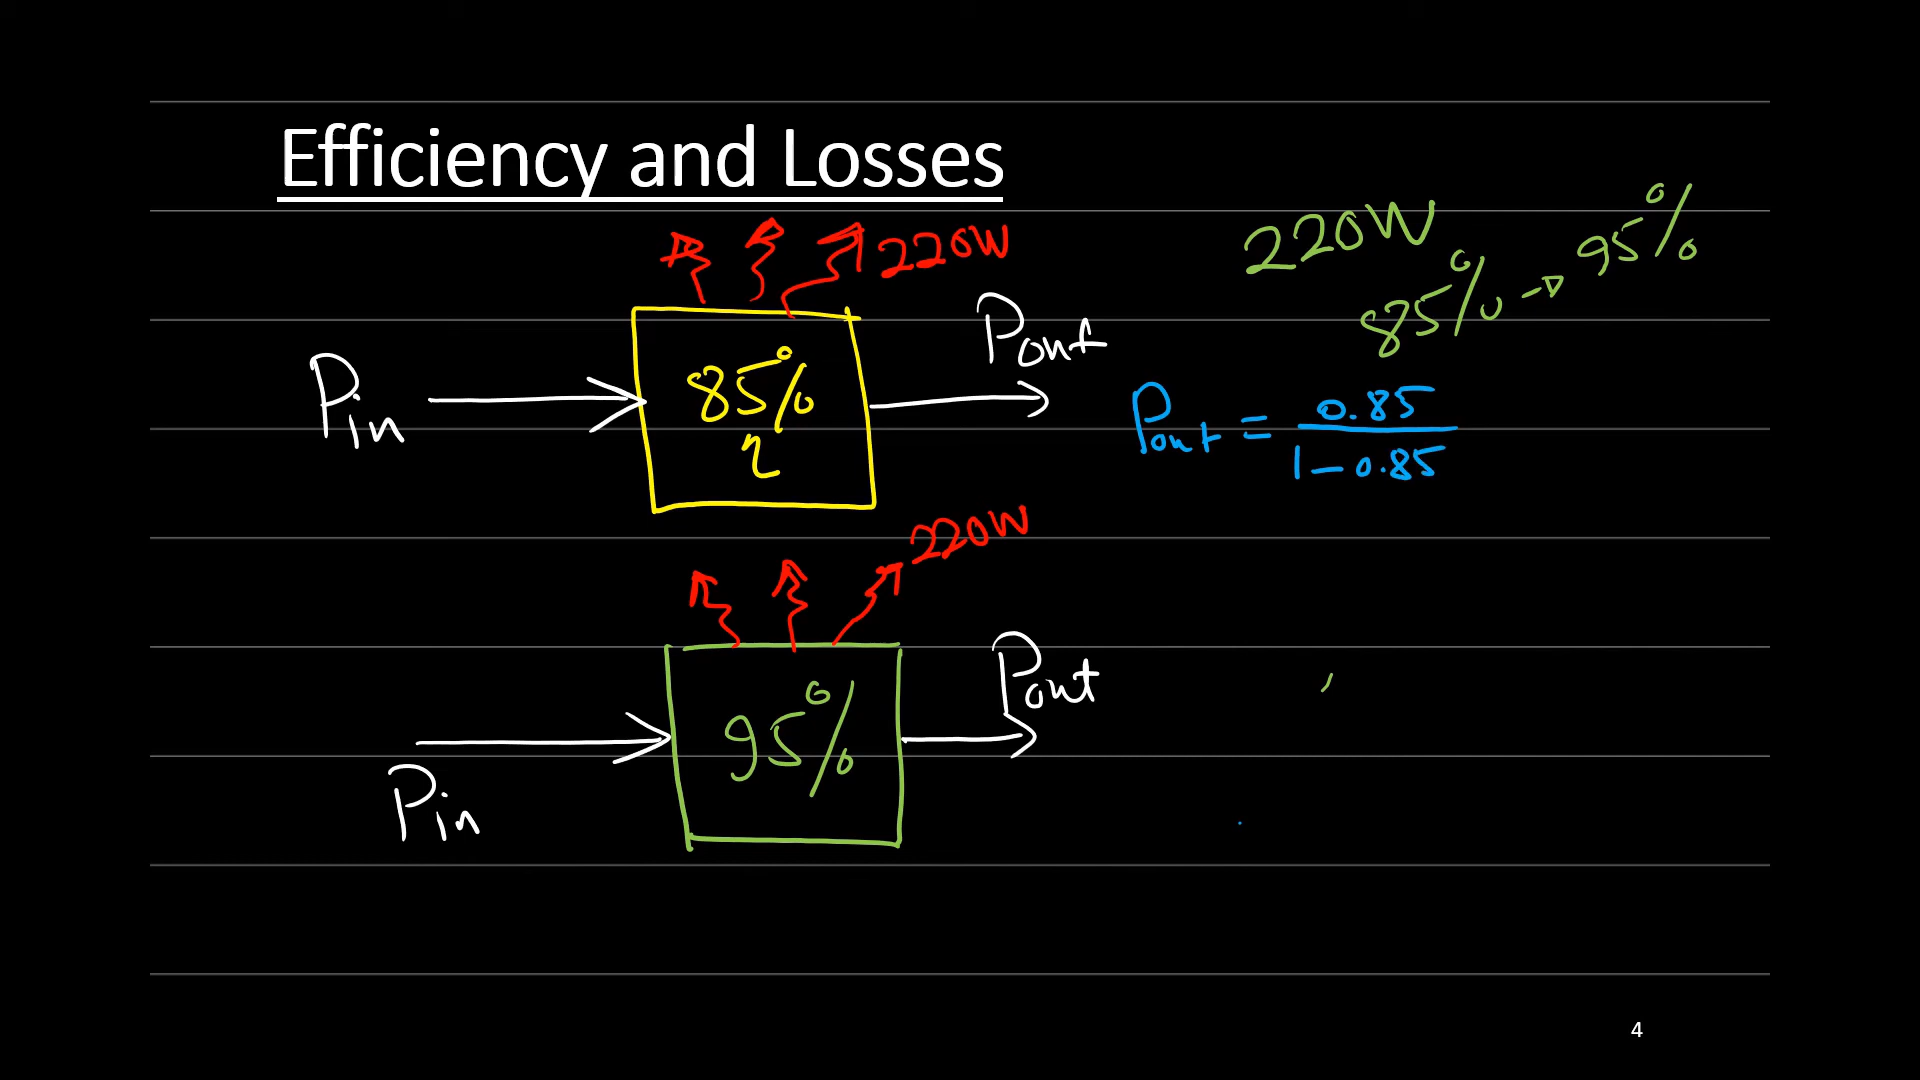 Efficiency and Losses
220W
220W
85% → 95%
Pin
85%
η
Pout
Pout = 0.85 / 1 - 0.85
220W
Pin
95%
Pout
4